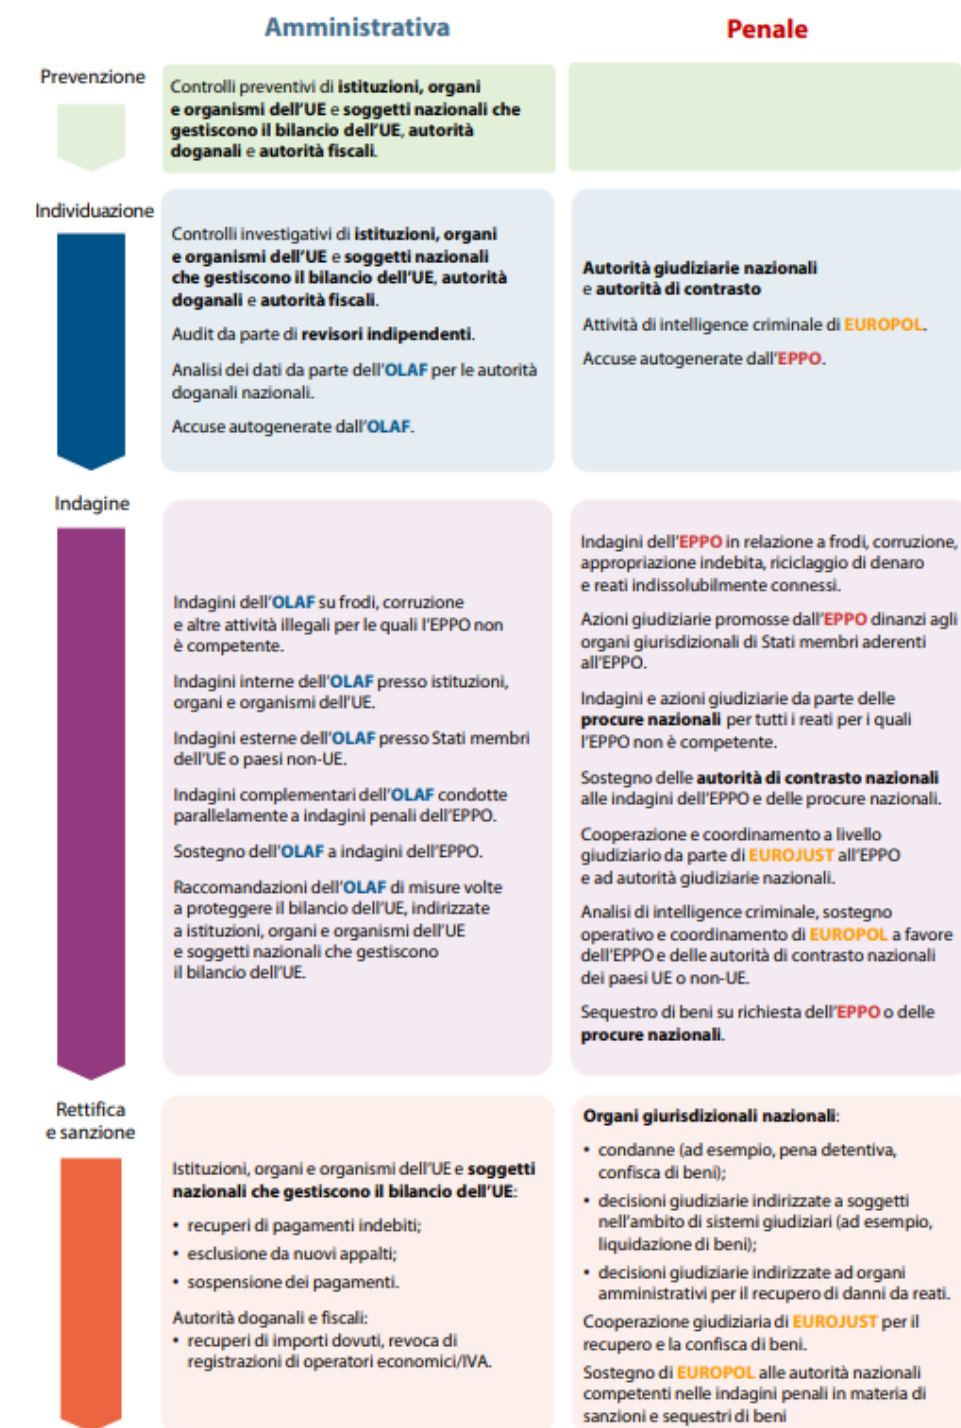 Amministrativa
Penale
Prevenzione
Controlli preventivi di istituzioni, organi
e organismi dell'UE e soggetti nazionali che
gestiscono il bilancio dell'UE, autorità
doganali e autorità fiscali.
Individuazione
Controlli investigativi di istituzioni, organi
e organismi dell'UE e soggetti nazionali
che gestiscono il bilancio dell'UE, autorità
doganali e autorità fiscali.
Audit da parte di revisori indipendenti.
Analisi dei dati da parte dell'OLAF per le autorità
doganali nazionali.
Accuse autogenerate dall'OLAF.
Autorità giudiziarie nazionali
e autorità di contrasto
Attività di intelligence criminale di EUROPOL.
Accuse autogenerate dall'EPPO.
Indagine
Indagini dell'OLAF su frodi, corruzione
e altre attività illegali per le quali l'EPPO non
è competente.
Indagini interne dell'OLAF presso istituzioni,
organi e organismi dell'UE.
Indagini esterne dell'OLAF presso Stati membri
dell'UE o paesi non-UE.
Indagini complementari dell'OLAF condotte
parallelamente a indagini penali dell'EPPO.
Sostegno dell'OLAF a indagini dell'EPPO.
Raccomandazioni dell'OLAF di misure volte
a proteggere il bilancio dell'UE, indirizzate
a istituzioni, organi e organismi dell'UE
e soggetti nazionali che gestiscono
il bilancio dell'UE.
Indagini dell'EPPO in relazione a frodi, corruzione,
appropriazione indebita, riciclaggio di denaro
e reati indissolubilmente connessi.
Azioni giudiziarie promosse dall'EPPO dinanzi agli
organi giurisdizionali di Stati membri aderenti
all'EPPO.
Indagini e azioni giudiziarie da parte delle
procure nazionali per tutti i reati per i quali
l'EPPO non è competente.
Sostegno delle autorità di contrasto nazionali
alle indagini dell'EPPO e delle procure nazionali.
Cooperazione e coordinamento a livello
giudiziario da parte di EUROJUST all'EPPO
e ad autorità giudiziarie nazionali.
Analisi di intelligence criminale, sostegno
operativo e coordinamento di EUROPOL a favore
dell'EPPO e delle autorità di contrasto nazionali
dei paesi UE o non-UE.
Sequestro di beni su richiesta dell'EPPO o delle
procure nazionali.
Rettifica
e sanzione
Istituzioni, organi e organismi dell'UE e soggetti
nazionali che gestiscono il bilancio dell'UE:
• recuperi di pagamenti indebiti;
• esclusione da nuovi appalti;
• sospensione dei pagamenti.
Autorità doganali e fiscali:
• recuperi di importi dovuti, revoca di
registrazioni di operatori economici/IVA.
Organi giurisdizionali nazionali:
• condanne (ad esempio, pena detentiva,
confisca di beni);
• decisioni giudiziarie indirizzate a soggetti
nell'ambito di sistemi giudiziari (ad esempio,
liquidazione di beni);
• decisioni giudiziarie indirizzate ad organi
amministrativi per il recupero di danni da reati.
Cooperazione giudiziaria di EUROJUST per il
recupero e la confisca di beni.
Sostegno di EUROPOL alle autorità nazionali
competenti nelle indagini penali in materia di
sanzioni e sequestri di beni